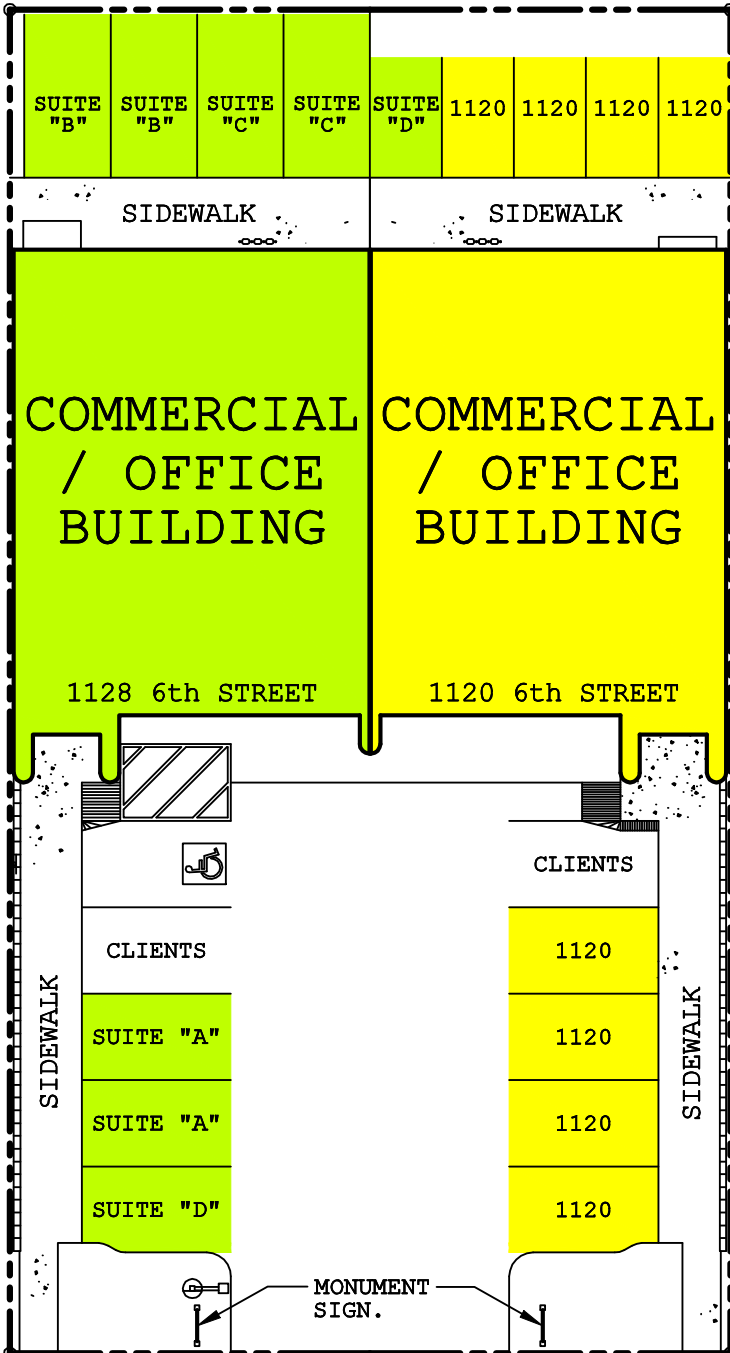 SUITE "B"
SUITE "B"
SUITE "C"
SUITE "C"
SUITE "D"
1120
1120
1120
1120
SIDEWALK
SIDEWALK
COMMERCIAL
/ OFFICE
BUILDING
1128 6th STREET
COMMERCIAL
/ OFFICE
BUILDING
1120 6th STREET
CLIENTS
SUITE "A"
SUITE "A"
SUITE "D"
SIDEWALK
CLIENTS
1120
1120
1120
1120
SIDEWALK
MONUMENT
SIGN.